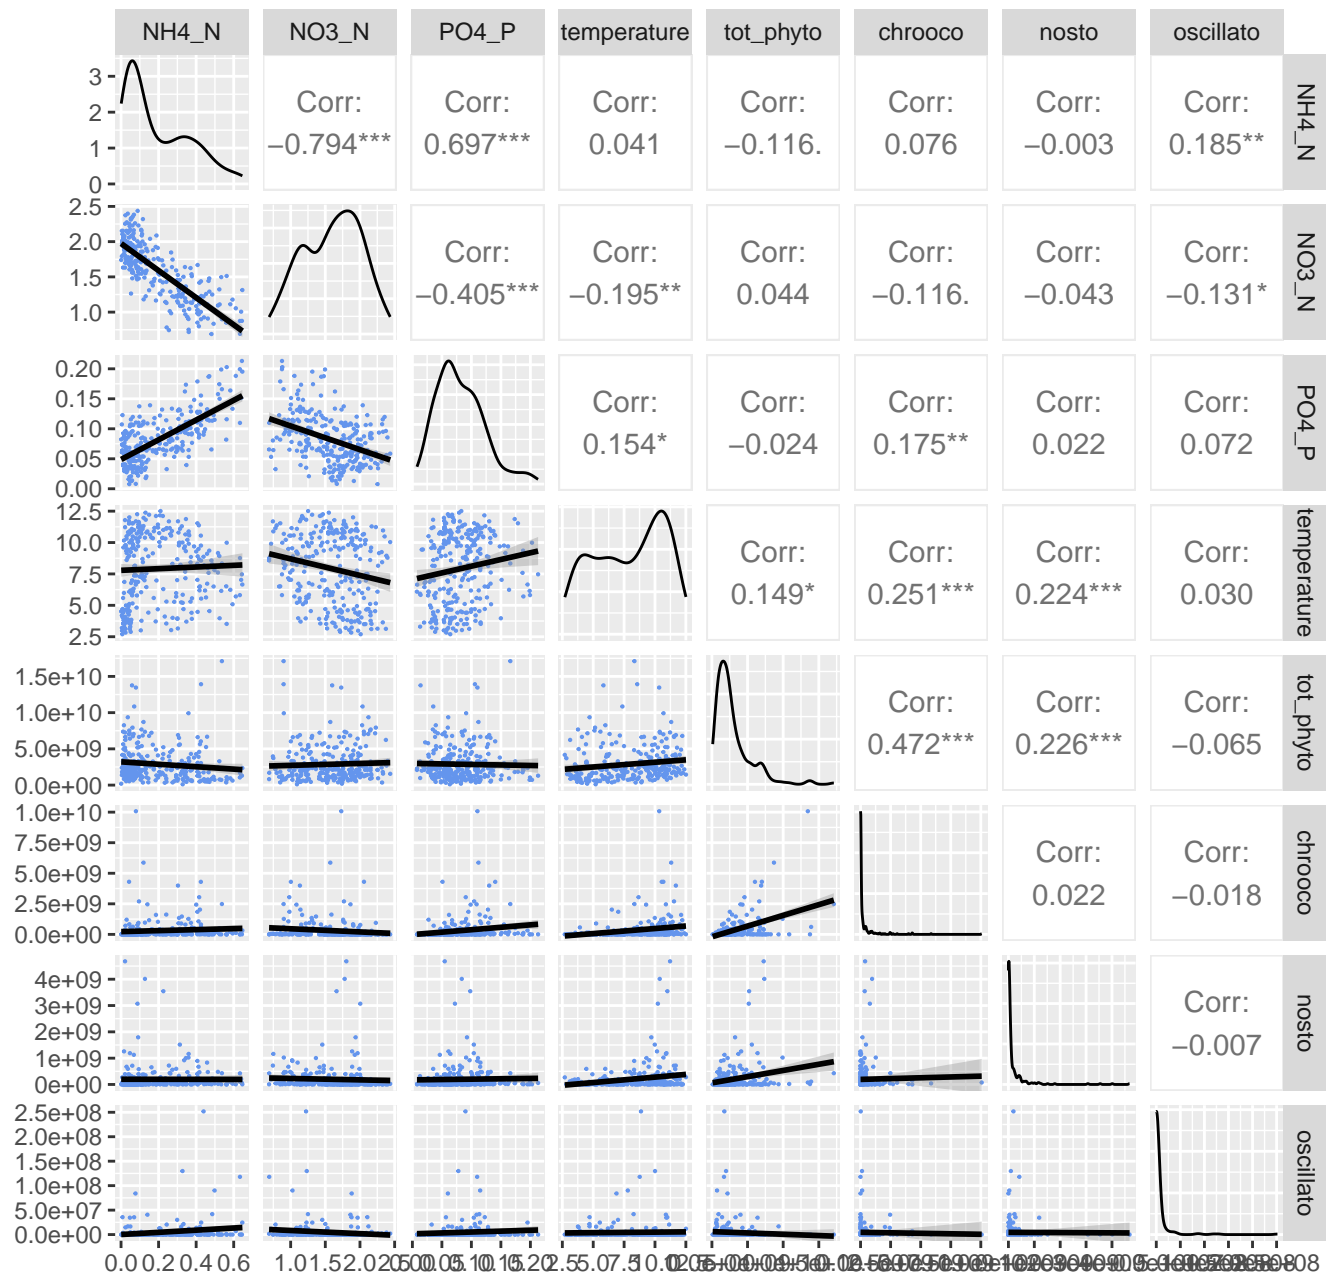 NH4_N NO3_N PO4_P temperature tot_phyto chrooco nosto oscillato
3
2
1
0
Corr: Corr: Corr: Corr: Corr: Corr: Corr:
−0.794*** 0.697*** 0.041 −0.116. 0.076 −0.003 0.185**
NH4_N
2.5
2.0
1.5
1.0
Corr: Corr: Corr: Corr: Corr: Corr:
−0.405*** −0.195** 0.044 −0.116. −0.043 −0.131*
NO3_N
0.20
0.15
0.10
0.05
0.00
Corr: Corr: Corr: Corr: Corr:
0.154* −0.024 0.175** 0.022 0.072
PO4_P
12.5
10.0
7.5
5.0
2.5
Corr: Corr: Corr: Corr:
0.149* 0.251*** 0.224*** 0.030
temperature
1.5e+10
1.0e+10
5.0e+09
0.0e+00
Corr: Corr: Corr:
0.472*** 0.226*** −0.065
tot_phyto
1.0e+10
7.5e+09
5.0e+09
2.5e+09
0.0e+00
Corr: Corr:
0.022 −0.018
chrooco
4e+09
3e+09
2e+09
1e+09
0e+00
Corr:
−0.007
nosto
2.5e+08
2.0e+08
1.5e+08
1.0e+08
5.0e+07
0.0e+00
oscillato
0.0 0.2 0.4 0.6 1.0 1.5 2.0